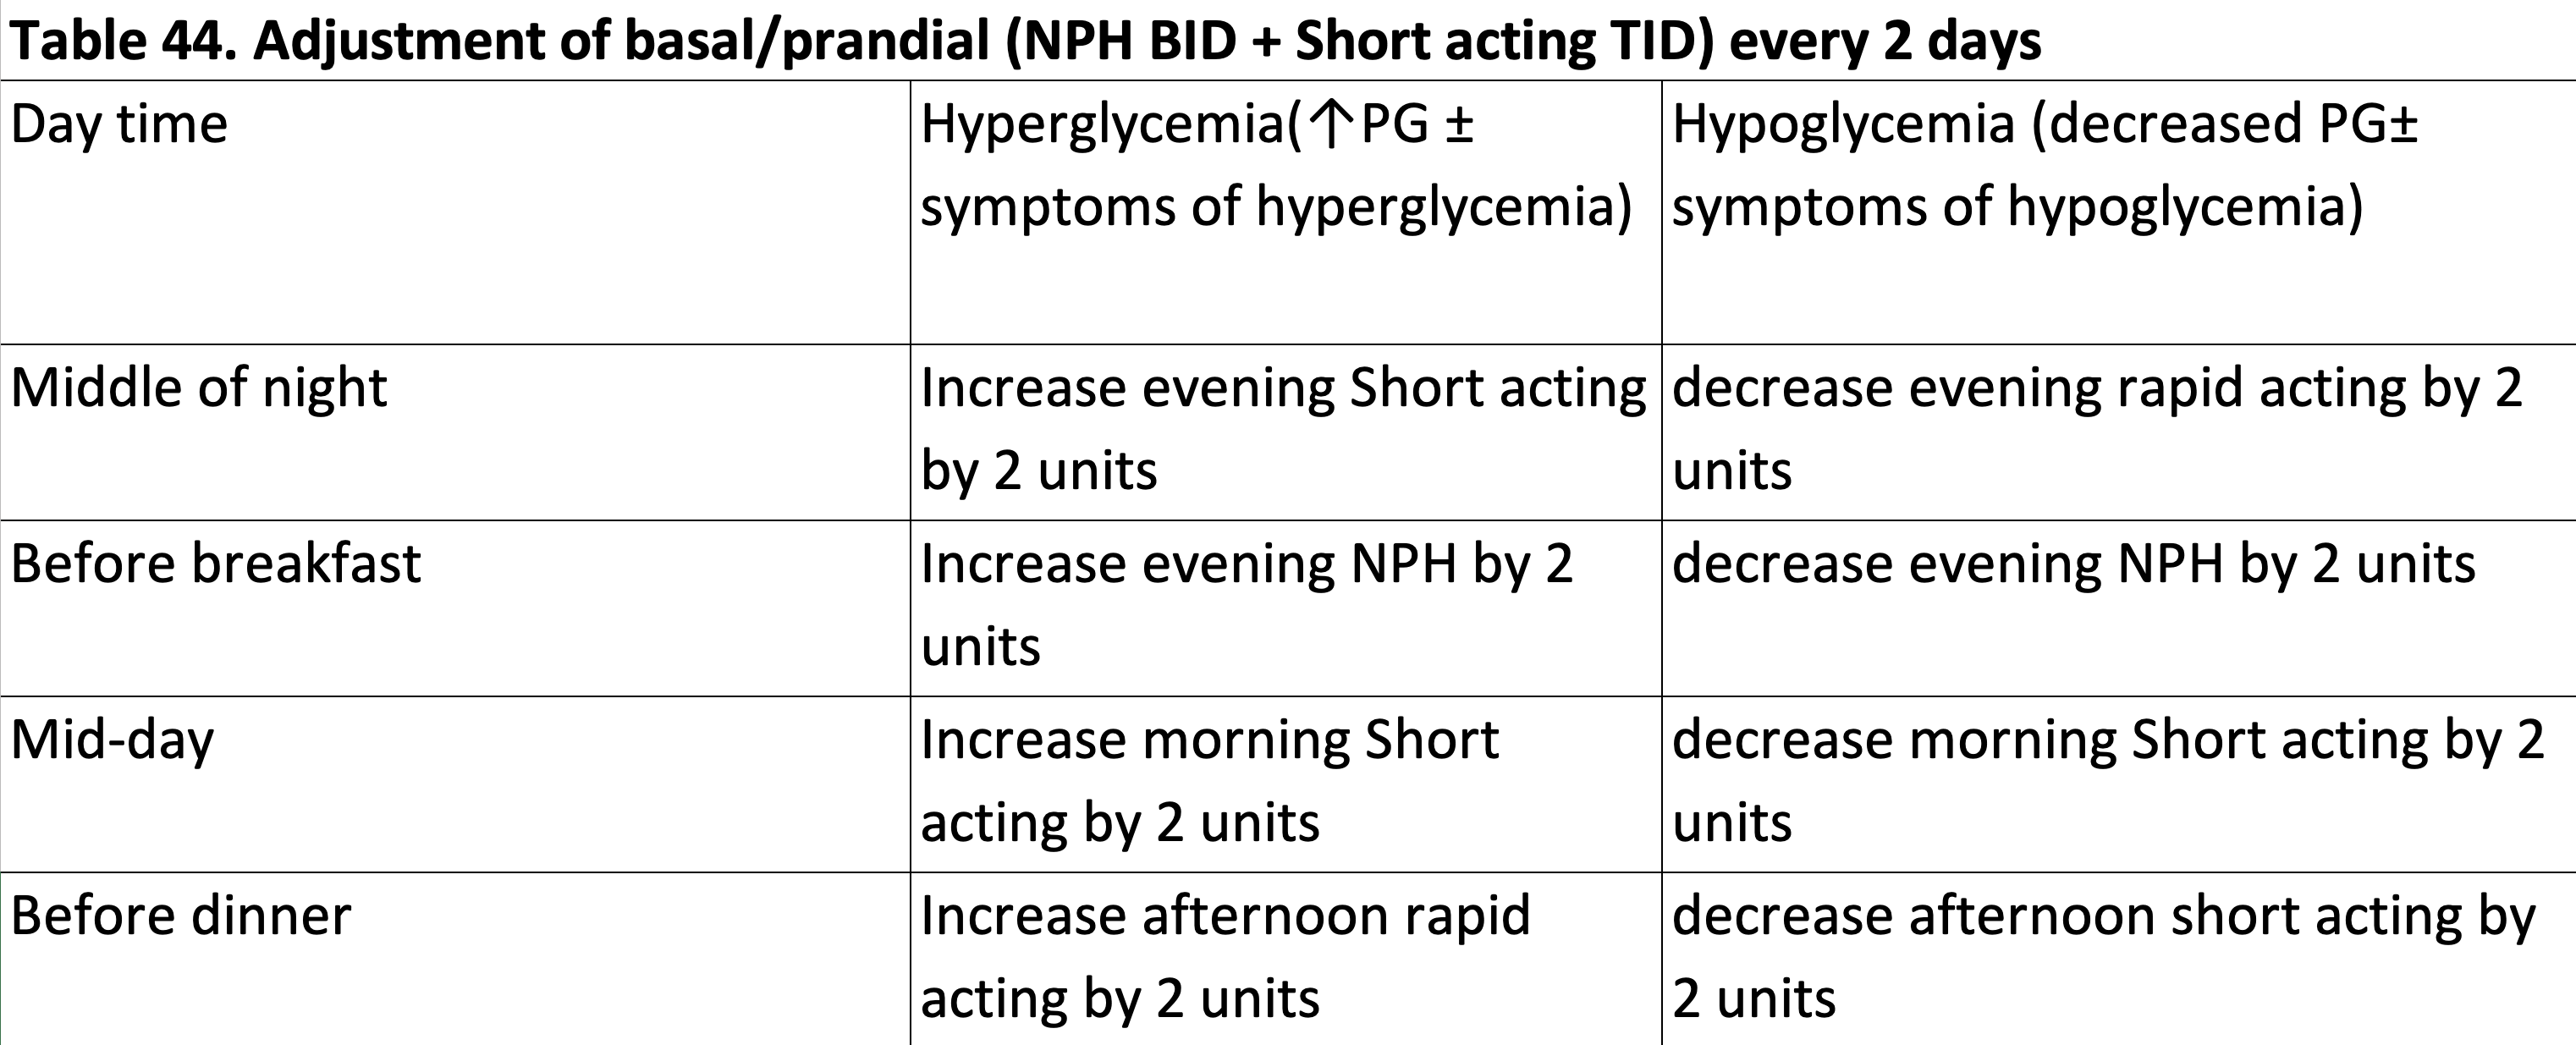 Table 44. Adjustment of basal/prandial (NPH BID + Short acting TID) every 2 days
Day time
Hyperglycemia(↑PG ±
symptoms of hyperglycemia)
Hypoglycemia (decreased PG±
symptoms of hypoglycemia)
Middle of night
Increase evening Short acting
by 2 units
decrease evening rapid acting by 2
units
Before breakfast
Increase evening NPH by 2
units
decrease evening NPH by 2 units
Mid-day
Increase morning Short
acting by 2 units
decrease morning Short acting by 2
units
Before dinner
Increase afternoon rapid
acting by 2 units
decrease afternoon short acting by
2 units